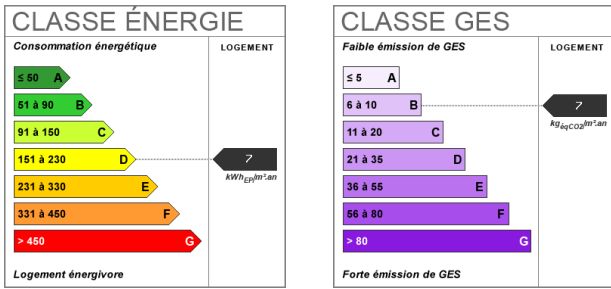 CLASSE ÉNERGIE
Consommation énergétique
LOGEMENT
≤ 50 A
51 à 90 B
91 à 150 C
151 à 230 D
7
kWhEP/m².an
231 à 330 E
331 à 450 F
> 450 G
Logement énergivore
CLASSE GES
Faible émission de GES
LOGEMENT
≤ 5 A
6 à 10 B
7
kgéqCO2/m².an
11 à 20 C
21 à 35 D
36 à 55 E
56 à 80 F
> 80 G
Forte émission de GES